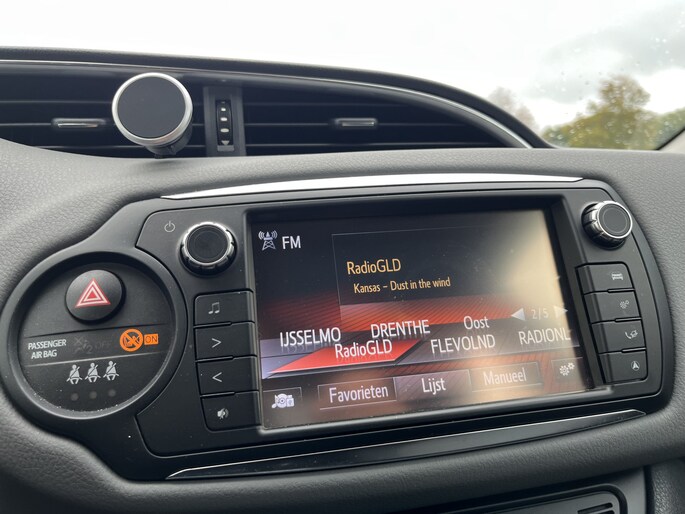 FM
RadioGLD
Kansas – Dust in the wind
2/5
IJSSELMO DRENTHE Oost
RadioGLD FLEVOLND RADIONL
Favorieten Lijst Manueel
PASSENGER
AIR BAG
ON